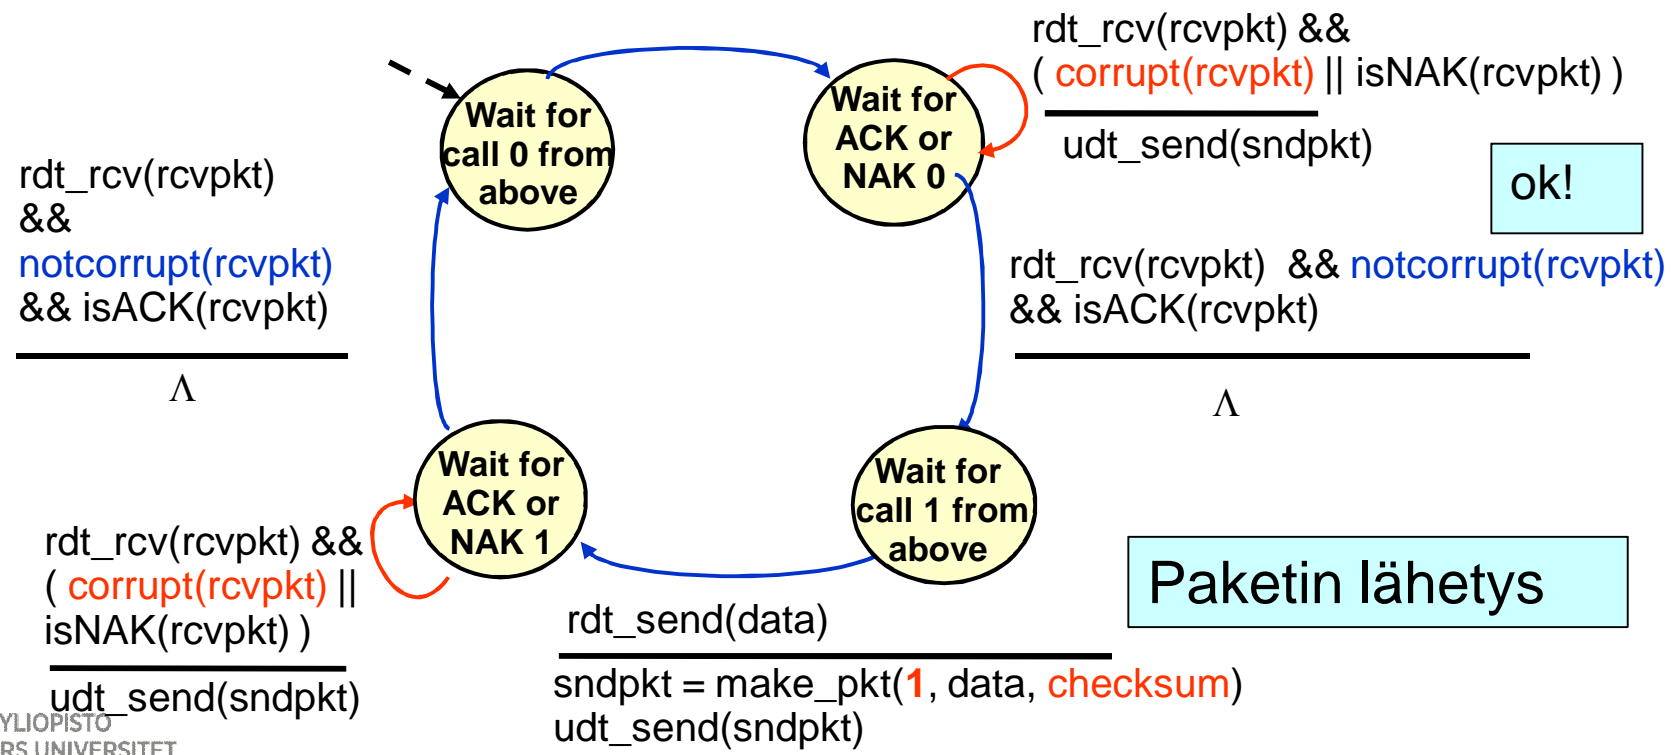 rdt_rcv(rcvpkt) &&
( corrupt(rcvpkt) || isNAK(rcvpkt) )
udt_send(sndpkt)
Wait for
call 0 from
above
Wait for
ACK or
NAK 0
ok!
rdt_rcv(rcvpkt)
&&
notcorrupt(rcvpkt)
&& isACK(rcvpkt)
Λ
rdt_rcv(rcvpkt) && notcorrupt(rcvpkt)
&& isACK(rcvpkt)
Λ
Wait for
ACK or
NAK 1
Wait for
call 1 from
above
rdt_rcv(rcvpkt) &&
( corrupt(rcvpkt) ||
isNAK(rcvpkt) )
udt_send(sndpkt)
Paketin lähetys
rdt_send(data)
sndpkt = make_pkt(1, data, checksum)
udt_send(sndpkt)
YLIOPISTO
RS UNIVERSITET